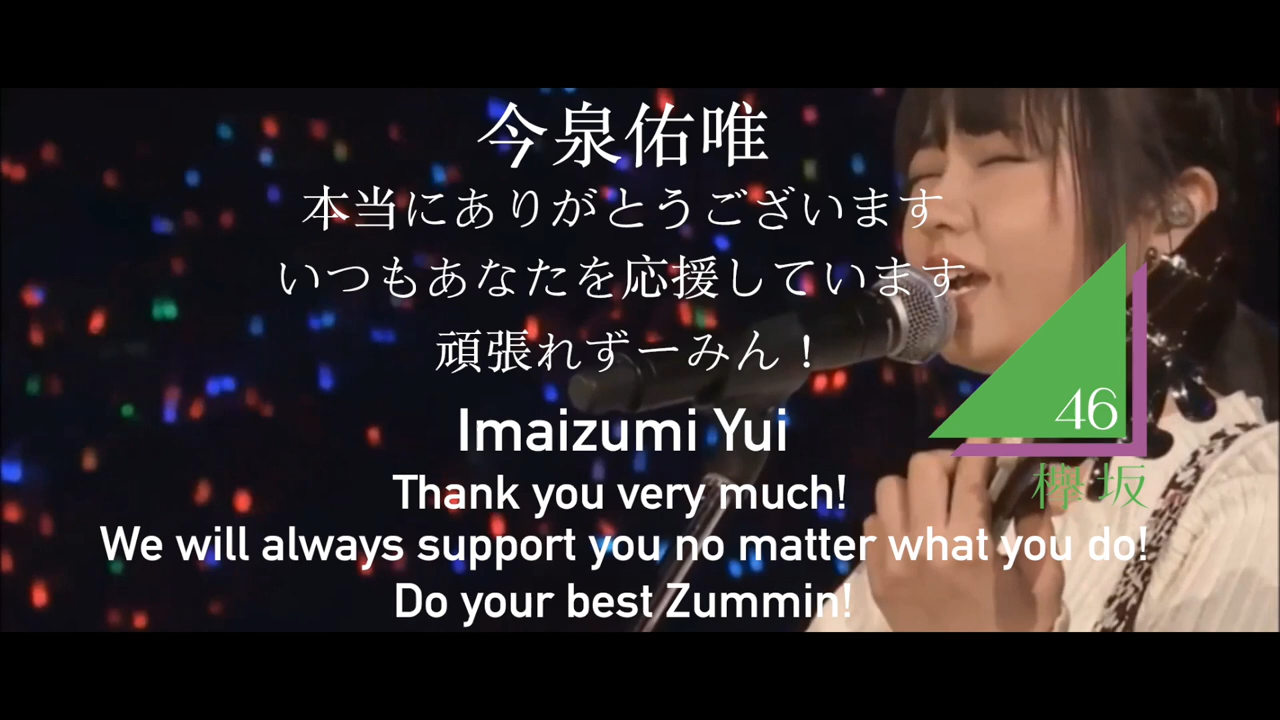 今泉佑唯
本当にありがとうございます
いつもあなたを応援しています
頑張れずーみん！
Imaizumi Yui
Thank you very much!
We will always support you no matter what you do!
Do your best Zummin!
46
欅坂